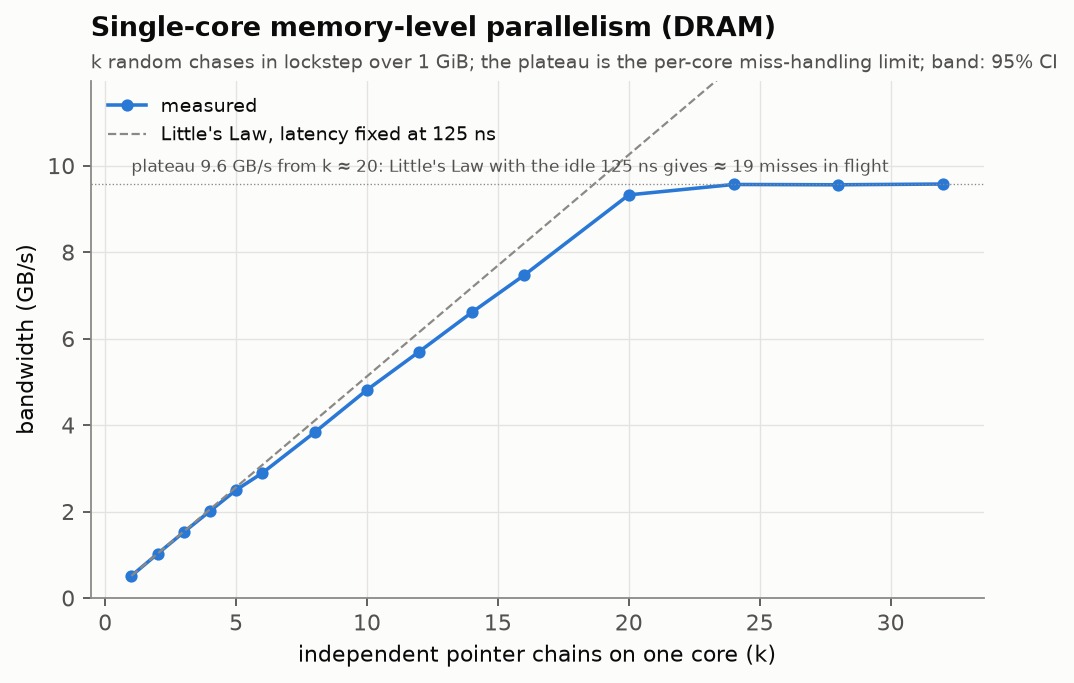 Single-core memory-level parallelism (DRAM)
k random chases in lockstep over 1 GiB; the plateau is the per-core miss-handling limit; band: 95% CI
measured
Little's Law, latency fixed at 125 ns
plateau 9.6 GB/s from k ≈ 20: Little's Law with the idle 125 ns gives ≈ 19 misses in flight
bandwidth (GB/s)
10
8
6
4
2
0
0 5 10 15 20 25 30
independent pointer chains on one core (k)